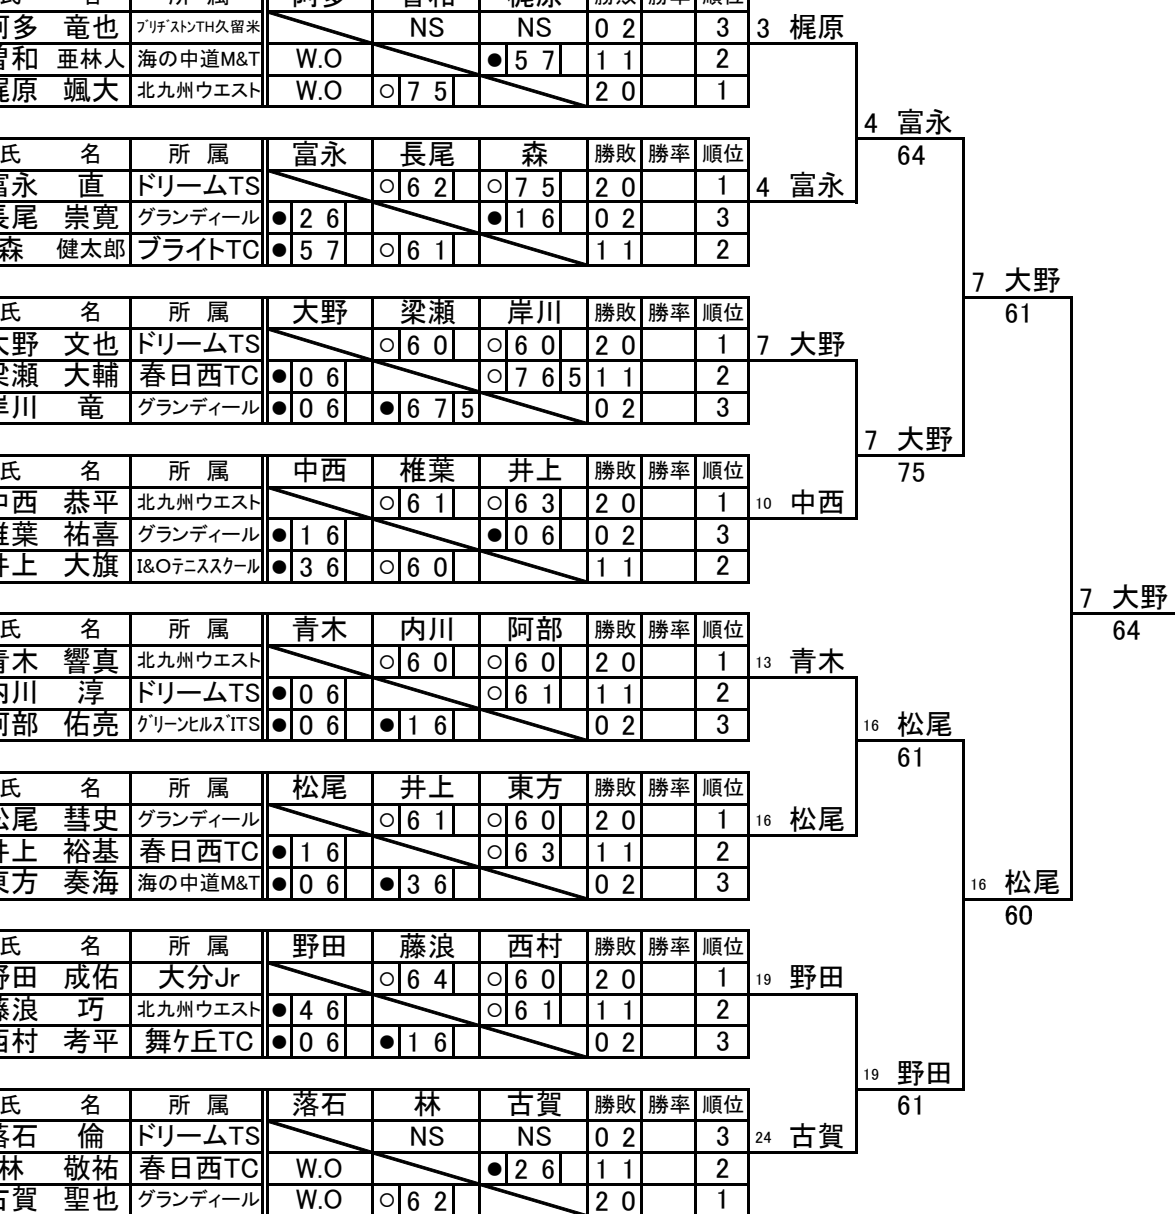 竜也 ブリヂストンTH久留米 NS NS 0 2 3 3 梶原
亜林人 海の中道M&T W.O ● 5 7 1 1 2
颯大 北九州ウエスト W.O ○ 7 5 2 0 1
4 富永
64
氏 名 所 属 富永 長尾 森 勝敗 勝率 順位
富永 直 ドリームTS ○ 6 2 ○ 7 5 2 0 1 4 富永
長尾 崇寛 グランディール ● 2 6 ● 1 6 0 2 3
森 健太郎 ブライトTC ● 5 7 ○ 6 1 1 1 2
7 大野
61
氏 名 所 属 大野 梁瀬 岸川 勝敗 勝率 順位
大野 文也 ドリームTS ○ 6 0 ○ 6 0 2 0 1 7 大野
梁瀬 大輔 春日西TC ● 0 6 ○ 7 6 5 1 1 2
岸川 竜 グランディール ● 0 6 ● 6 7 5 0 2 3
7 大野
75
氏 名 所 属 中西 椎葉 井上 勝敗 勝率 順位
中西 恭平 北九州ウエスト ○ 6 1 ○ 6 3 2 0 1 10 中西
椎葉 祐喜 グランディール ● 1 6 ● 0 6 0 2 3
井上 大旗 I&Oテニススクール ● 3 6 ○ 6 0 1 1 2
7 大野
64
氏 名 所 属 青木 内川 阿部 勝敗 勝率 順位
青木 響真 北九州ウエスト ○ 6 0 ○ 6 0 2 0 1 13 青木
内川 淳 ドリームTS ● 0 6 ○ 6 1 1 1 2
阿部 佑亮 グリーンヒルズITS ● 0 6 ● 1 6 0 2 3
16 松尾
61
氏 名 所 属 松尾 井上 東方 勝敗 勝率 順位
松尾 彗史 グランディール ○ 6 1 ○ 6 0 2 0 1 16 松尾
井上 裕基 春日西TC ● 1 6 ○ 6 3 1 1 2
東方 奏海 海の中道M&T ● 0 6 ● 3 6 0 2 3
16 松尾
60
氏 名 所 属 野田 藤浪 西村 勝敗 勝率 順位
野田 成佑 大分Jr ○ 6 4 ○ 6 0 2 0 1 19 野田
藤浪 巧 北九州ウエスト ● 4 6 ○ 6 1 1 1 2
西村 考平 舞ケ丘TC ● 0 6 ● 1 6 0 2 3
19 野田
61
氏 名 所 属 落石 林 古賀 勝敗 勝率 順位
落石 倫 ドリームTS NS NS 0 2 3 24 古賀
林 敬祐 春日西TC W.O ● 2 6 1 1 2
古賀 聖也 グランディール W.O ○ 6 2 2 0 1